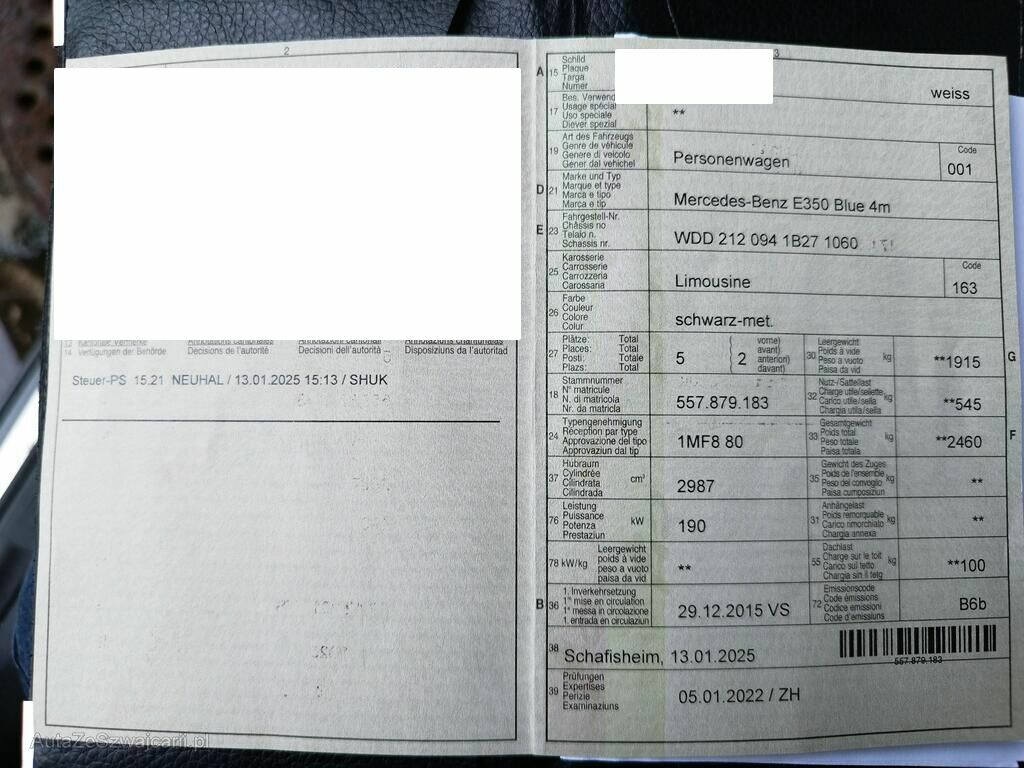 2
12 Kantonale Vermerke Annotations cantonales Annotazioni cantonali Annotaziuns chantunalas
14 Verfügungen der Behörde Décisions de l'autorité Decisioni dell'autorità Disposiziuns da l'autoritad
Steuer-PS 15.21 NEUHAL / 13.01.2025 15:13 / SHUK
3
A 15 Schild
Plaque
Targa
Numer
weiss
17 Bes. Verwend
Usage spécial
Uso speciale
Diever spezial
**
19 Art des Fahrzeugs
Genre de véhicule
Genere di veicolo
Gener dal vehichel
Personenwagen
Code
001
D 21 Marke und Typ
Marque et type
Marca e tipo
Marca e tip
Mercedes-Benz E350 Blue 4m
E 23 Fahrgestell-Nr.
Châssis no
Telaio n.
Schassis nr.
WDD 212 094 1B27 1060
25 Karosserie
Carrosserie
Carrozzeria
Carossaria
Limousine
Code
163
26 Farbe
Couleur
Colore
Colur
schwarz-met.
27 Plätze: Total
Places: Total
Posti: Totale
Plazs: Total
5 { 2
vorne)
avant)
anteriori)
davant)
30 Leergewicht
Poids à vide
Peso a vuoto
Paisa da vid
kg
**1915
G
18 Stammnummer
N° matricule
N. di matricola
Nr. da matricla
557.879.183
32 Nutz-/Sattellast
Charge utile/sellette
Carico utile/sella
Chargia utila/sella
kg
**545
24 Typengenehmigung
Réception par type
Approvazione del tipo
Approvaziun dal tip
1MF8 80
33 Gesamtgewicht
Poids total
Peso totale
Paisa totala
kg
**2460
F
37 Hubraum
Cylindrée
Cilindrata
Cilindrada
cm³
2987
35 Gewicht des Zuges
Poids de l'ensemble
Peso del convoglio
Paisa cumposiziun
kg
**
76 Leistung
Puissance
Potenza
Prestaziun
kW
190
31 Anhängelast
Poids remorquable
Carico rimorchiato
Chargia annexa
kg
**
78 kW/kg
Leergewicht
poids à vide
peso a vuoto
paisa da vid
**
55 Dachlast
Charge sur le toit
Carico sul tetto
Chargia sin il tetg
kg
**100
B 36 1. Inverkehrsetzung
1re mise en circulation
1a messa in circolazione
1. entrada en circulaziun
29.12.2015 VS
72 Emissionscode
Code émissions
Codice emissioni
Code d'emissiuns
B6b
38 Schafisheim, 13.01.2025
557.879.183
39 Prüfungen
Expertises
Perizie
Examinaziuns
05.01.2022 / ZH
AutaZeSzwajcarii.pl